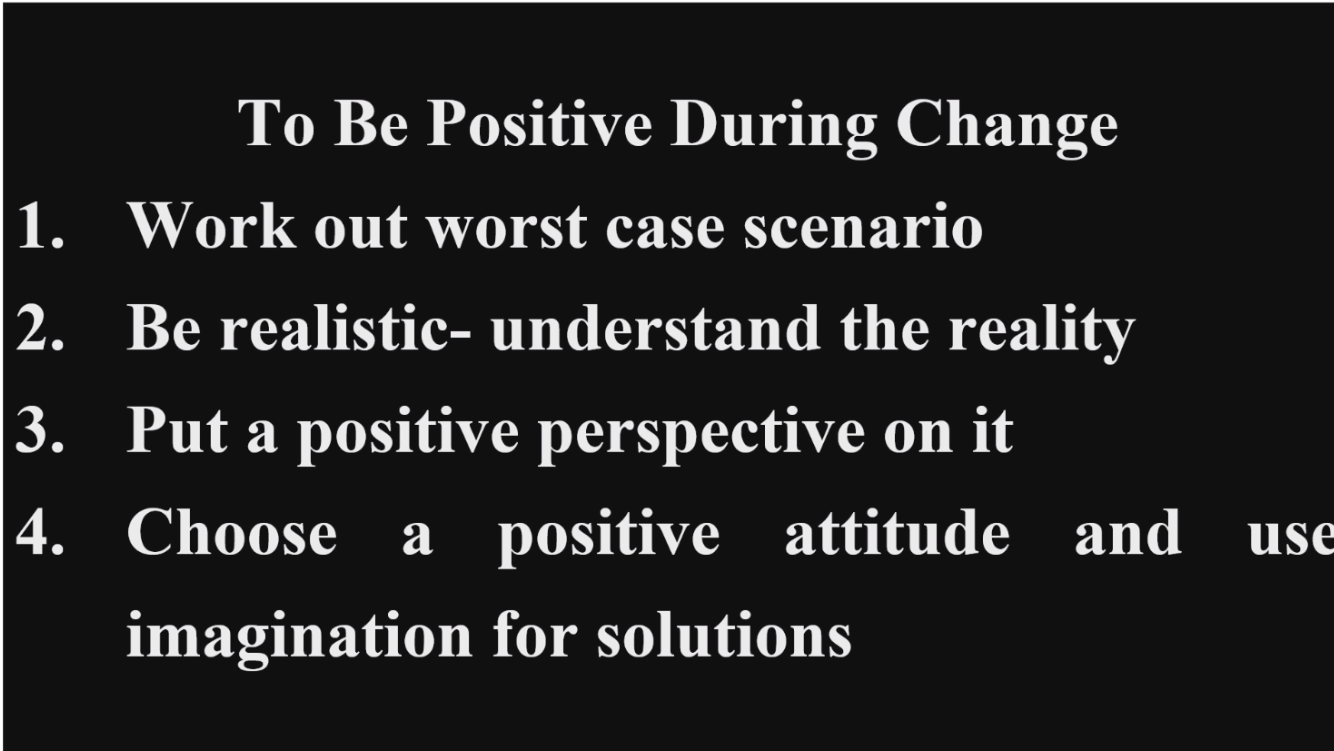 To Be Positive During Change
1. Work out worst case scenario
2. Be realistic- understand the reality
3. Put a positive perspective on it
4. Choose a positive attitude and use
imagination for solutions